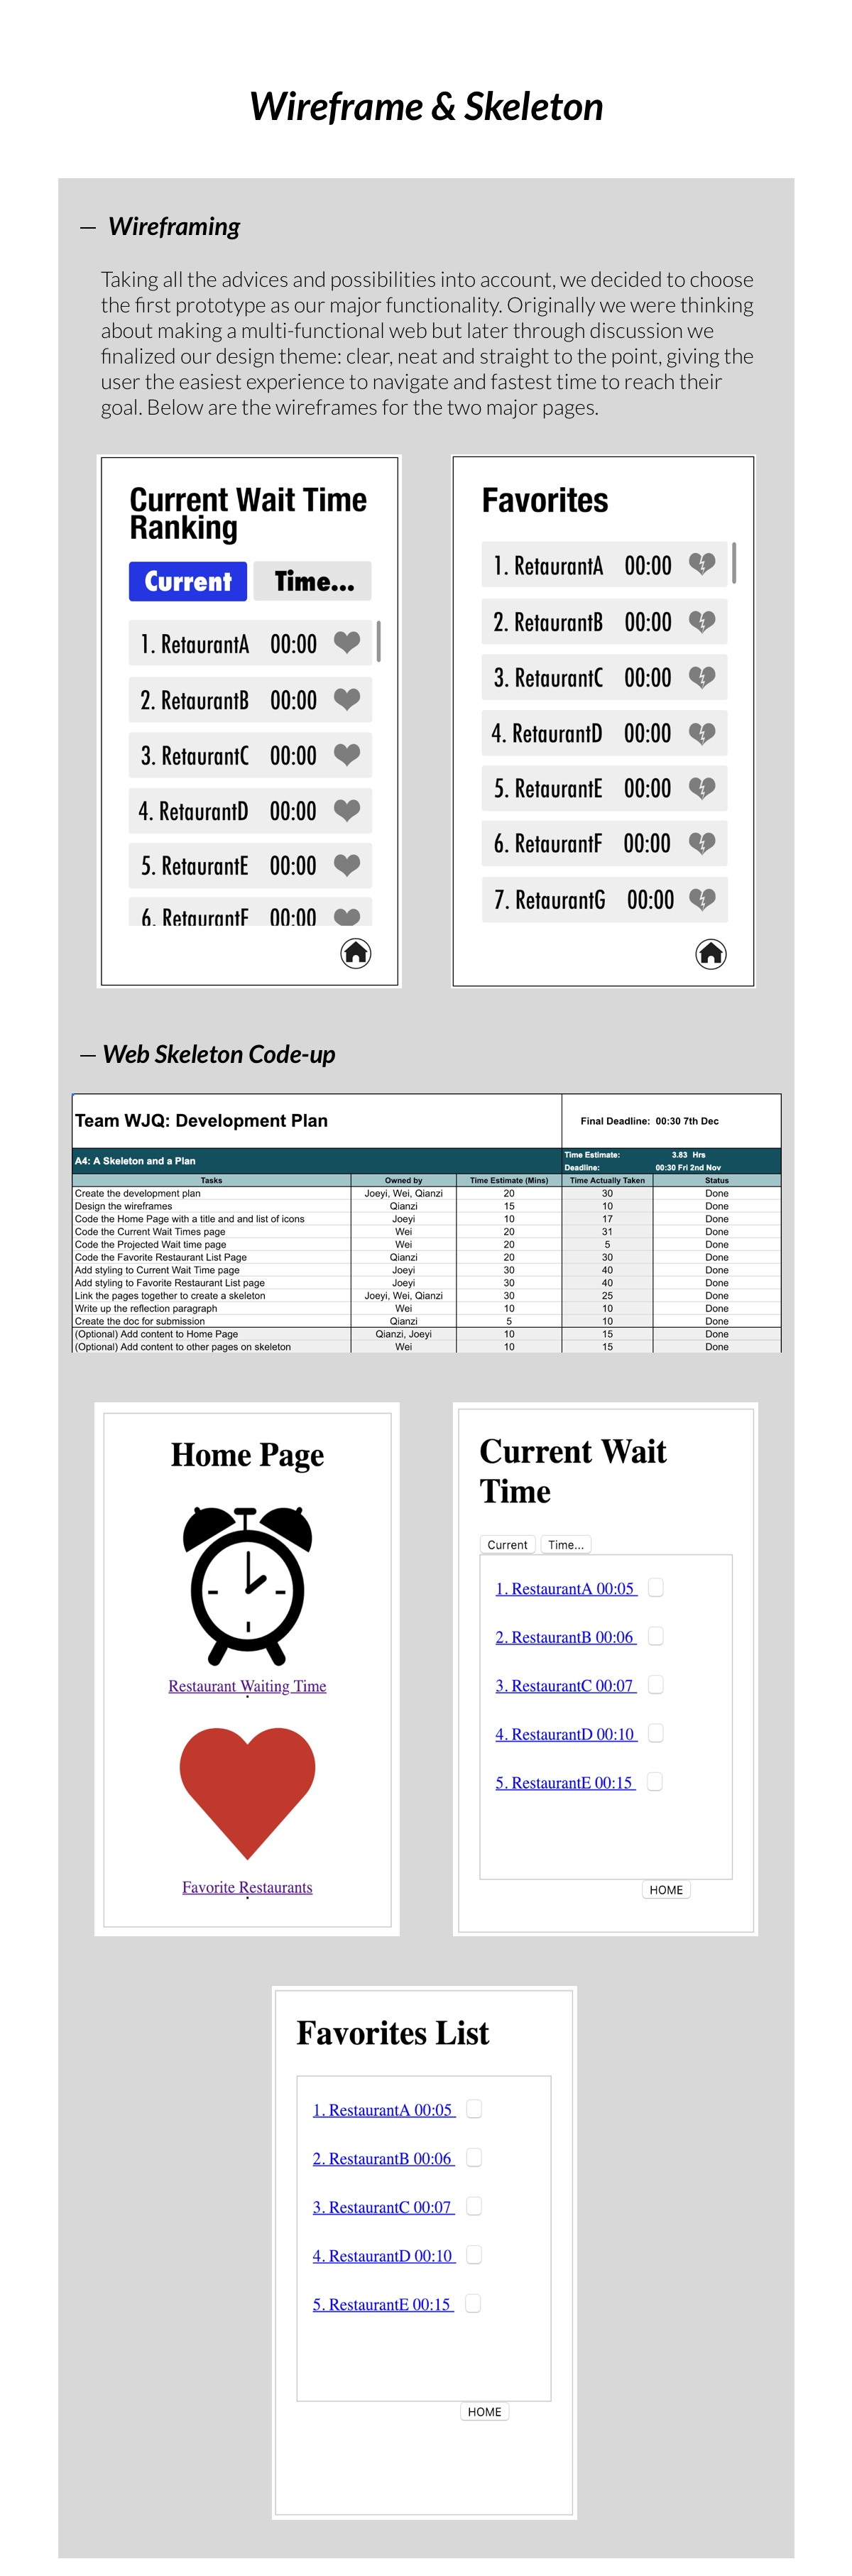 Wireframe & Skeleton
— Wireframing
Taking all the advices and possibilities into account, we decided to choose
the first prototype as our major functionality. Originally we were thinking
about making a multi-functional web but later through discussion we
finalized our design theme: clear, neat and straight to the point, giving the
user the easiest experience to navigate and fastest time to reach their
goal. Below are the wireframes for the two major pages.
Current Wait Time
Ranking
Current Time...
1. RetaurantA 00:00
2. RetaurantB 00:00
3. RetaurantC 00:00
4. RetaurantD 00:00
5. RetaurantE 00:00
6. RetaurantF 00:00
Favorites
1. RetaurantA 00:00
2. RetaurantB 00:00
3. RetaurantC 00:00
4. RetaurantD 00:00
5. RetaurantE 00:00
6. RetaurantF 00:00
7. RetaurantG 00:00
— Web Skeleton Code-up
Team WJQ: Development Plan Final Deadline: 00:30 7th Dec
A4: A Skeleton and a Plan
Time Estimate: 3.83 Hrs
Deadline: 00:30 Fri 2nd Nov
Tasks Owned by Time Estimate (Mins) Time Actually Taken Status
Create the development plan Joeyi, Wei, Qianzi 20 30 Done
Design the wireframes Qianzi 15 10 Done
Code the Home Page with a title and and list of icons Joeyi 10 17 Done
Code the Current Wait Times page Wei 20 31 Done
Code the Projected Wait time page Wei 20 5 Done
Code the Favorite Restaurant List Page Qianzi 20 30 Done
Add styling to Current Wait Time page Joeyi 30 40 Done
Add styling to Favorite Restaurant List page Joeyi 30 40 Done
Link the pages together to create a skeleton Joeyi, Wei, Qianzi 30 25 Done
Write up the reflection paragraph Wei 10 10 Done
Create the doc for submission Qianzi 5 10 Done
(Optional) Add content to Home Page Qianzi, Joeyi 10 15 Done
(Optional) Add content to other pages on skeleton Wei 10 15 Done
Home Page
Restaurant Waiting Time
Favorite Restaurants
Current Wait
Time
Current Time...
1. RestaurantA 00:05
2. RestaurantB 00:06
3. RestaurantC 00:07
4. RestaurantD 00:10
5. RestaurantE 00:15
HOME
Favorites List
1. RestaurantA 00:05
2. RestaurantB 00:06
3. RestaurantC 00:07
4. RestaurantD 00:10
5. RestaurantE 00:15
HOME